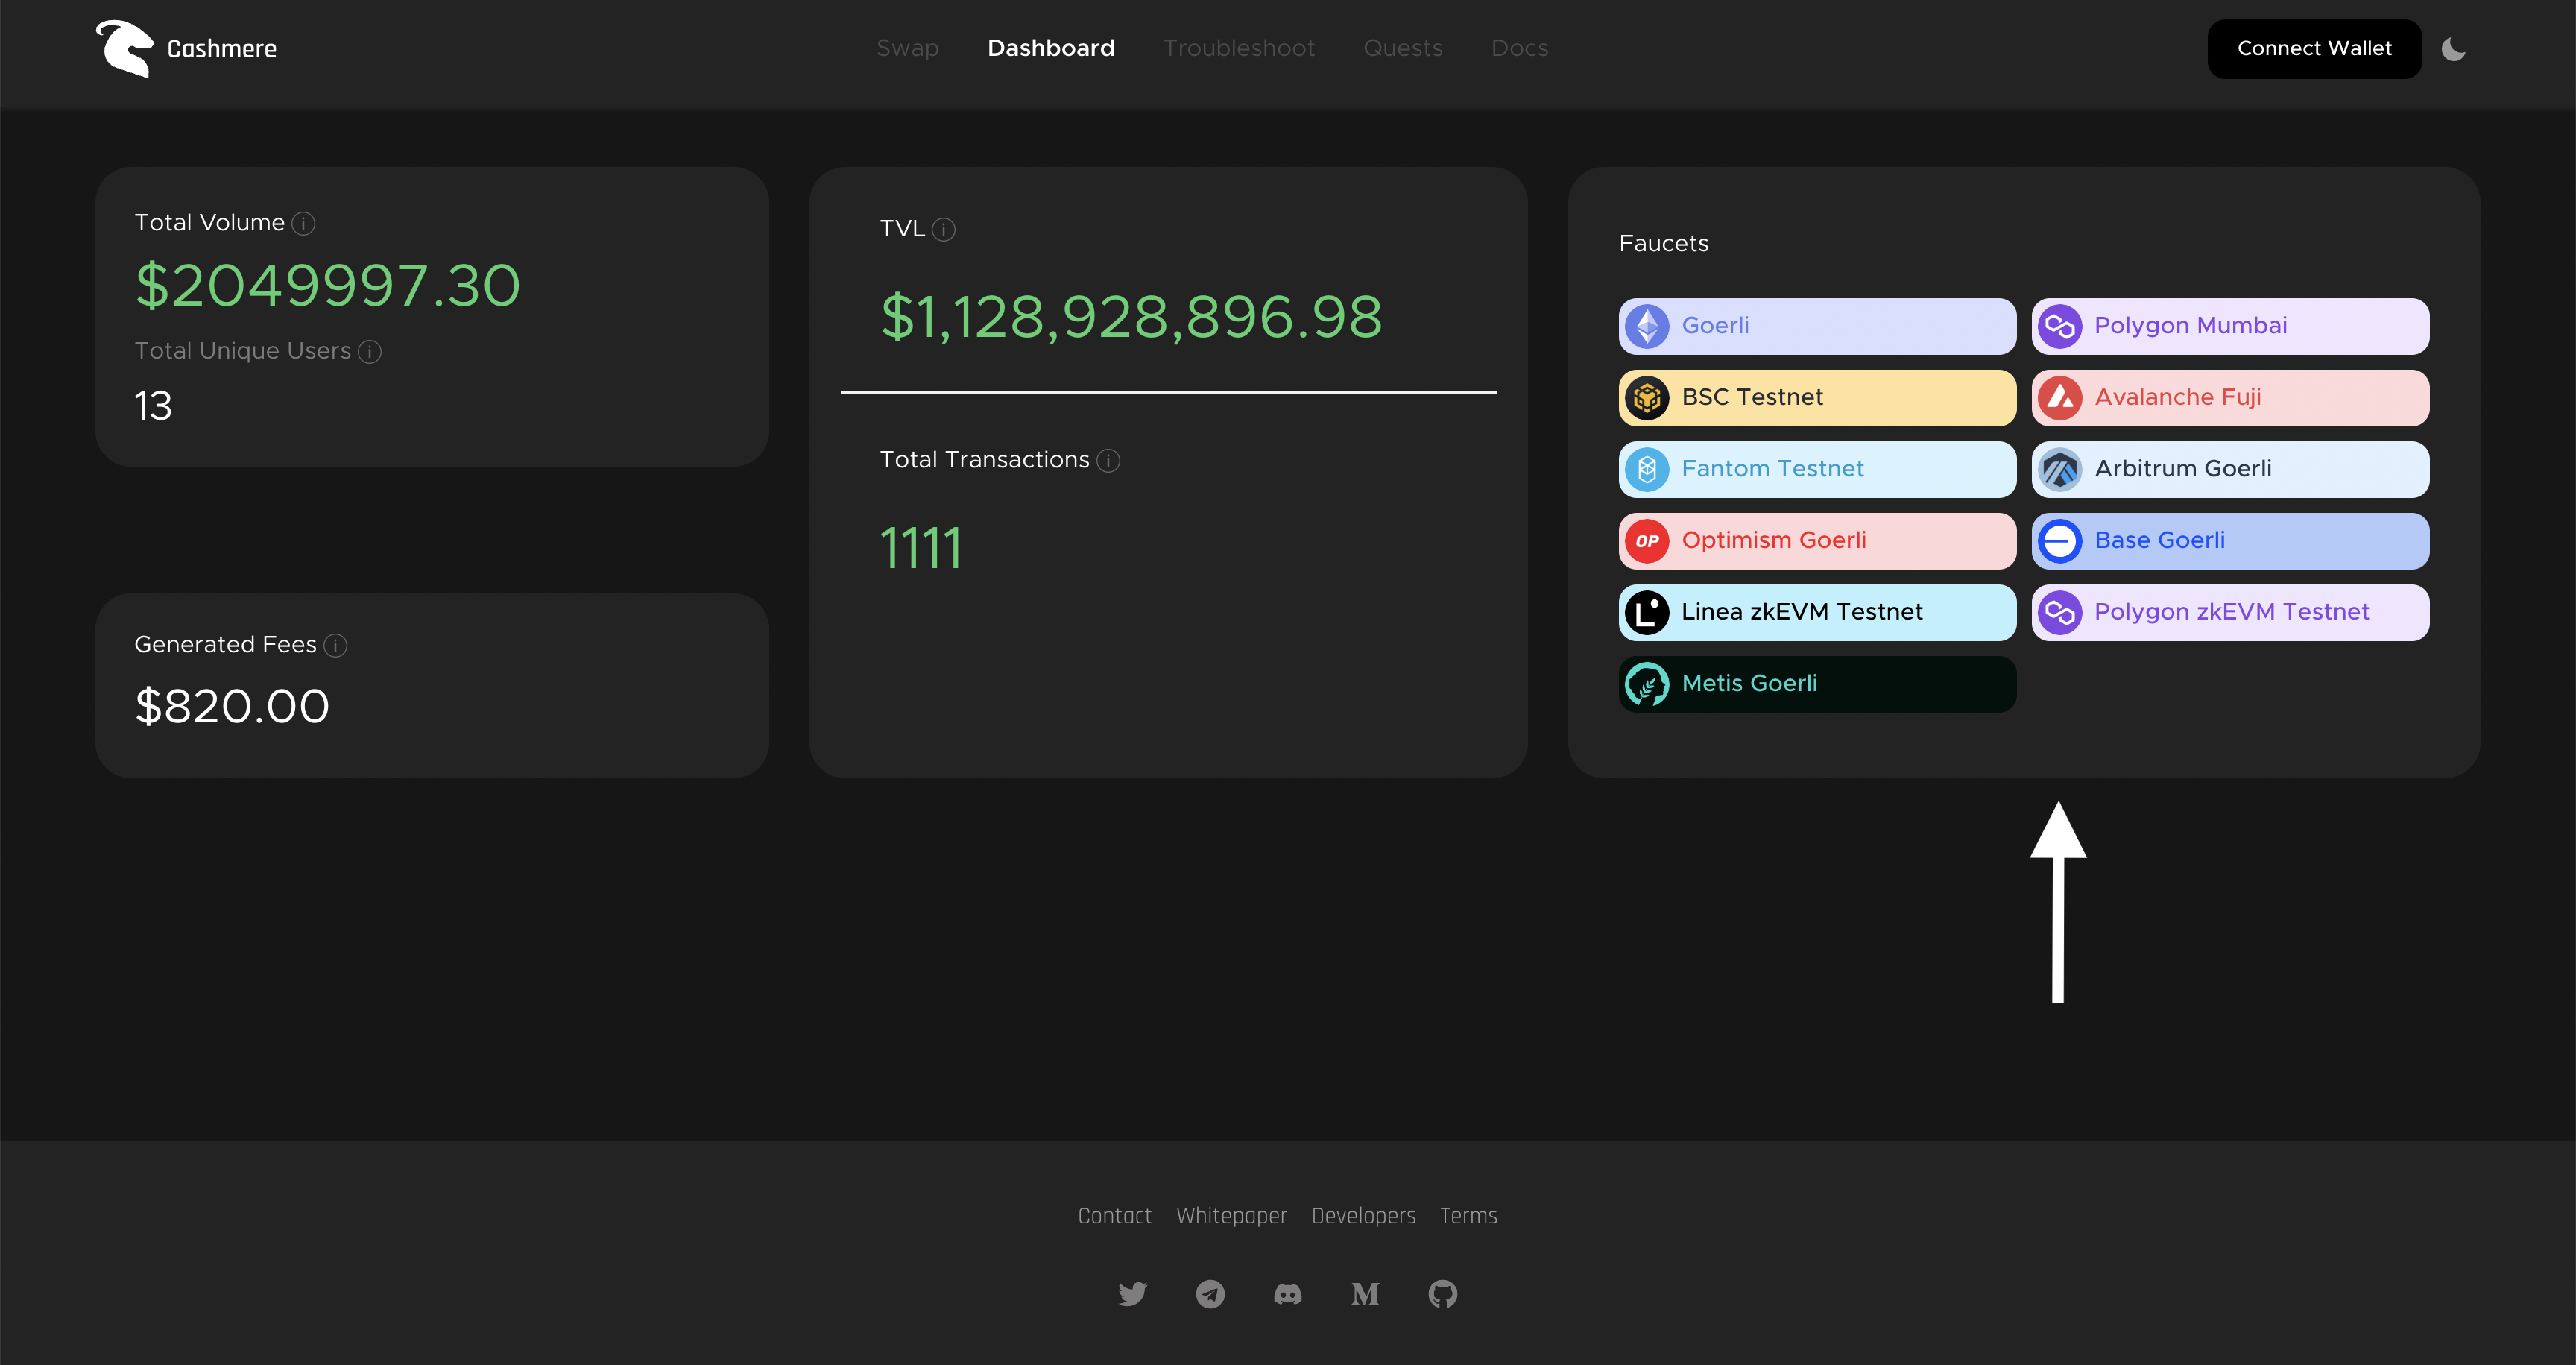 Cashmere
Swap Dashboard Troubleshoot Quests Docs
Connect Wallet
Total Volume
$2049997.30
Total Unique Users
13
Generated Fees
$820.00
TVL
$1,128,928,896.98
Total Transactions
1111
Faucets
Goerli
Polygon Mumbai
BSC Testnet
Avalanche Fuji
Fantom Testnet
Arbitrum Goerli
OP Optimism Goerli
Base Goerli
Linea zkEVM Testnet
Polygon zkEVM Testnet
Metis Goerli
Contact Whitepaper Developers Terms